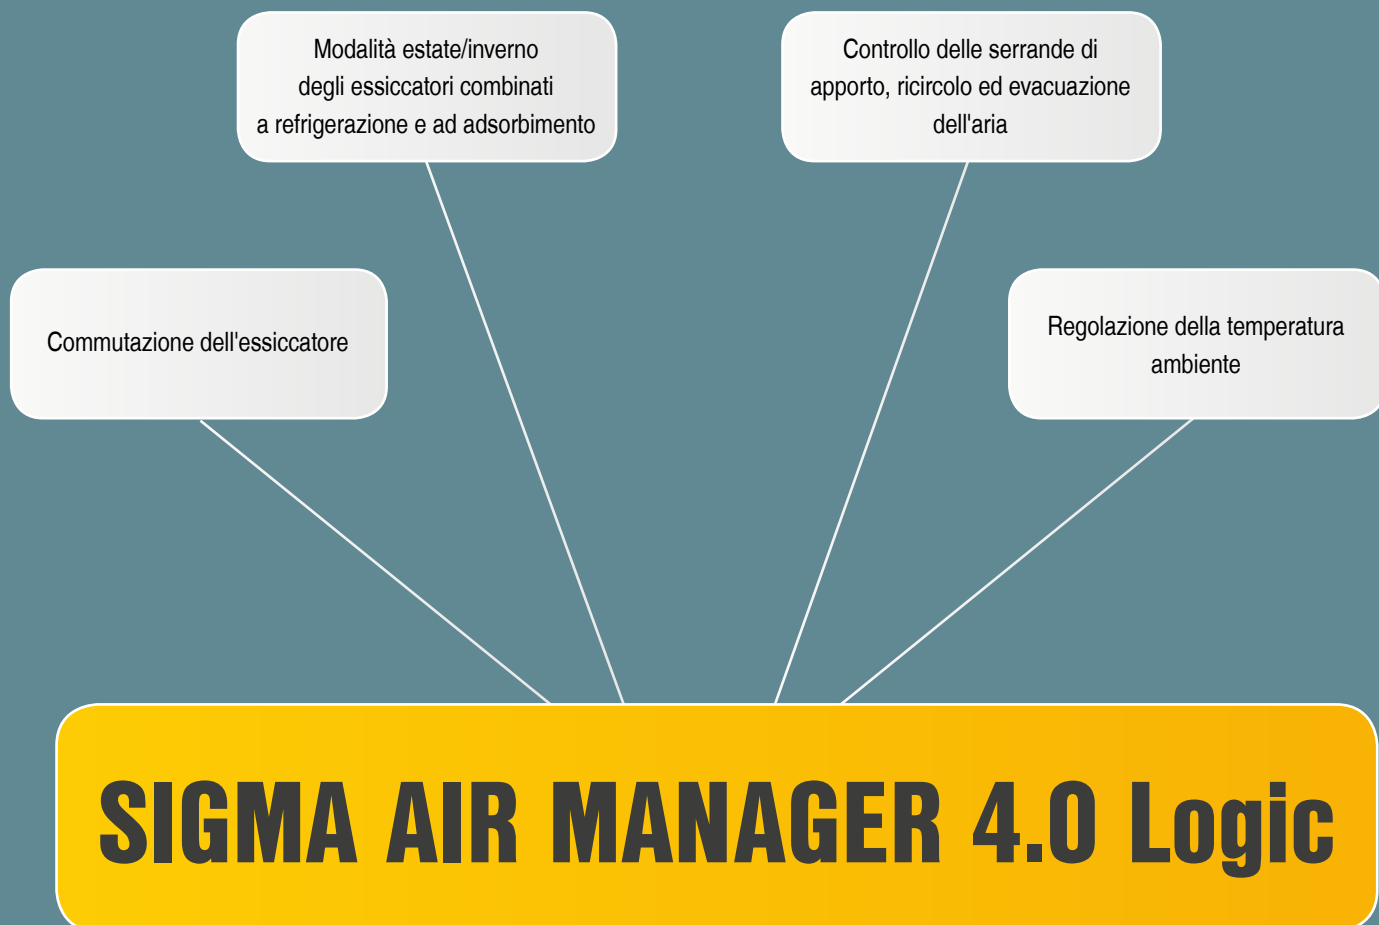 Modalità estate/inverno
degli essiccatori combinati
a refrigerazione e ad adsorbimento
Controllo delle serrande di
apporto, ricircolo ed evacuazione
dell'aria
Commutazione dell'essiccatore
Regolazione della temperatura
ambiente
SIGMA AIR MANAGER 4.0 Logic